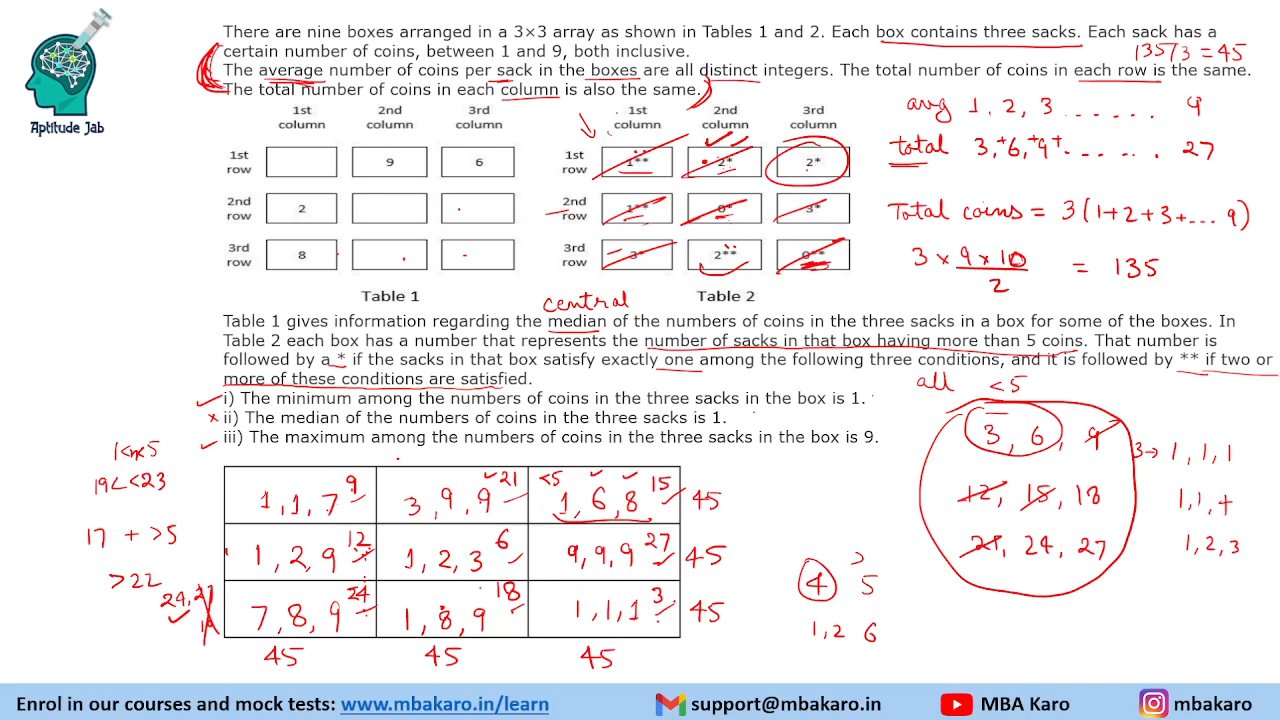 There are nine boxes arranged in a 3×3 array as shown in Tables 1 and 2. Each box contains three sacks. Each sack has a
certain number of coins, between 1 and 9, both inclusive.
135/3 = 45
The average number of coins per sack in the boxes are all distinct integers. The total number of coins in each row is the same.
The total number of coins in each column is also the same.
Aptitude Jab
1st column 2nd column 3rd column
1st row 9 6
2nd row 2
3rd row 8
Table 1
1st column 2nd column 3rd column
1st row 1** 2* 2*
2nd row 1** 0* 3*
3rd row 3* 2** 0**
Table 2
avg 1, 2, 3 ...... 9
total 3,+6,+9+ ...... 27
Total coins = 3(1+2+3+... 9)
3 × 9 × 10 / 2 = 135
central
Table 1 gives information regarding the median of the numbers of coins in the three sacks in a box for some of the boxes. In
Table 2 each box has a number that represents the number of sacks in that box having more than 5 coins. That number is
followed by a * if the sacks in that box satisfy exactly one among the following three conditions, and it is followed by ** if two or
more of these conditions are satisfied.
i) The minimum among the numbers of coins in the three sacks in the box is 1.
ii) The median of the numbers of coins in the three sacks is 1.
iii) The maximum among the numbers of coins in the three sacks in the box is 9.
all <5
3, 6, 9
12, 15, 18
21, 24, 27
3→ 1, 1, 1
1, 1, 4
1, 2, 3
19< <23
17 + >5
>22
24, 27
1, 1, 7 9 3, 9, 9 21 <5 1, 6, 8 15 45
1, 2, 9 12 1, 2, 3 6 9, 9, 9 27 45
7, 8, 9 24 1, 8, 9 18 1, 1, 1 3 45
45 45 45
4 5
1, 2 6
Enrol in our courses and mock tests: www.mbakaro.in/learn support@mbakaro.in MBA Karo mbakaro